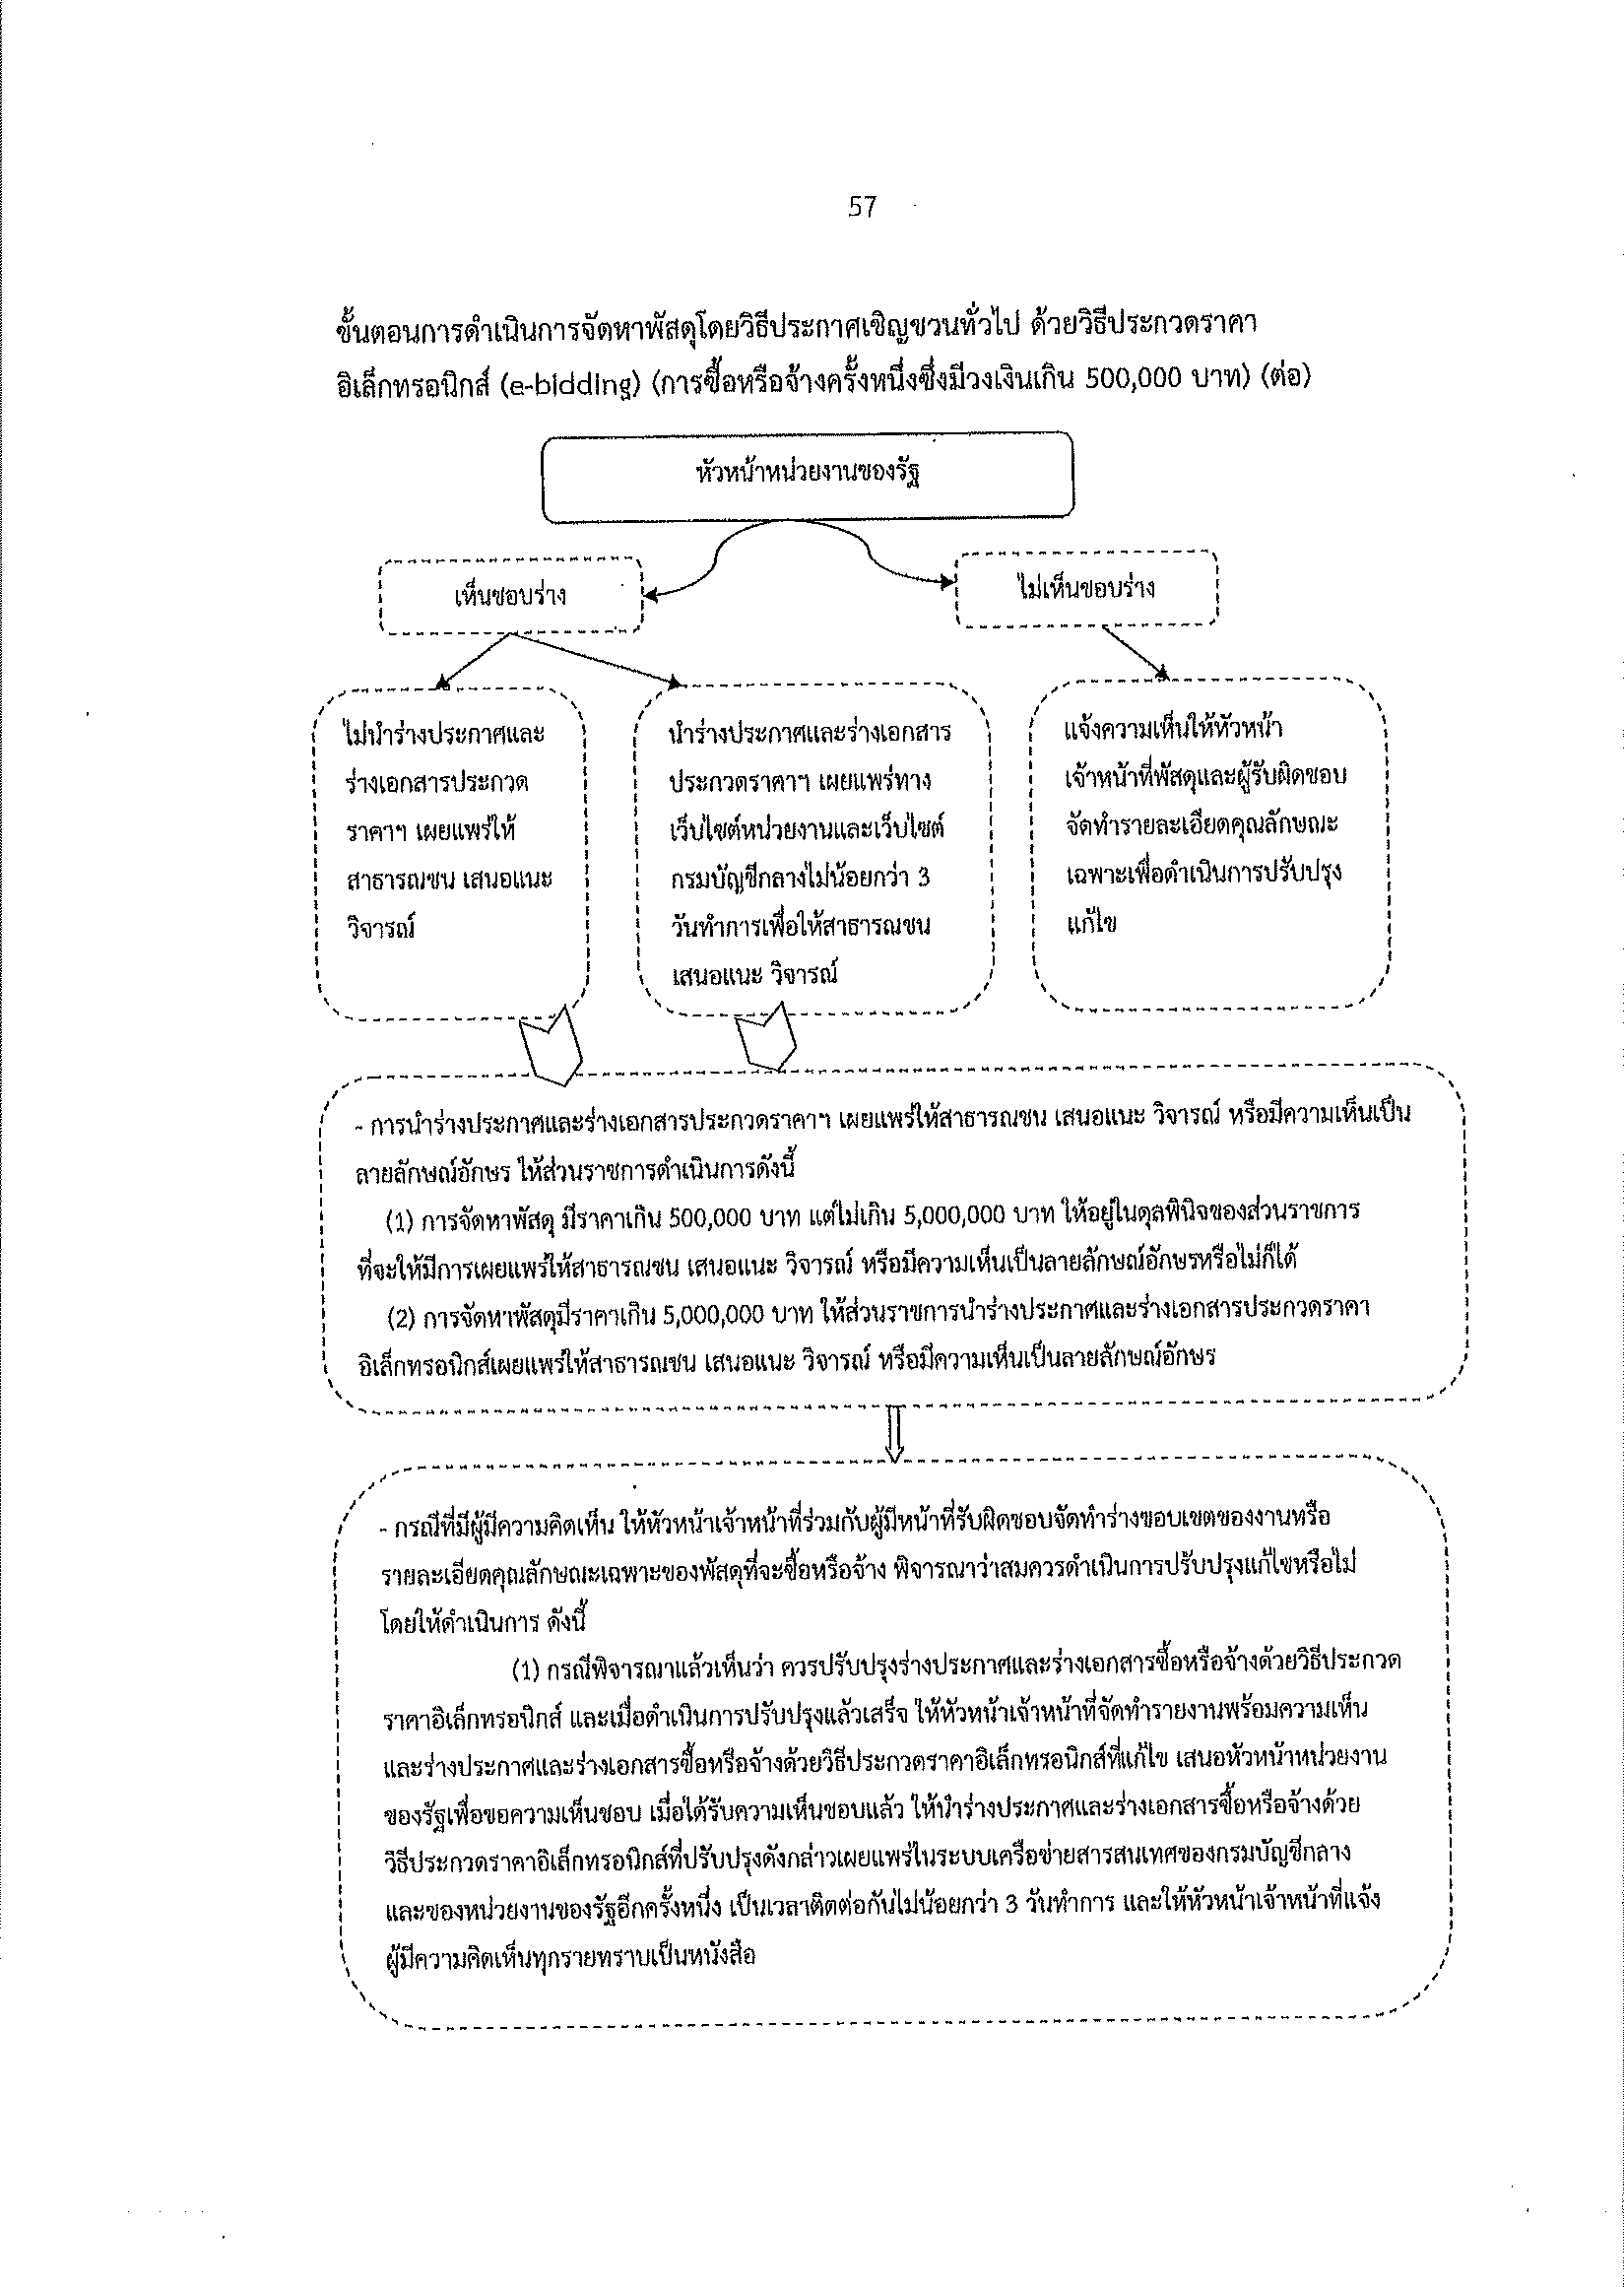 57
ขั้นตอนการดำเนินการจัดหาพัสดุโดยวิธีประกาศเชิญชวนทั่วไป ด้วยวิธีประกวดราคา
อิเล็กทรอนิกส์ (e-bidding) (การซื้อหรือจ้างครั้งหนึ่งซึ่งมีวงเงินเกิน 500,000 บาท) (ต่อ)
หัวหน้าหน่วยงานของรัฐ
เห็นชอบร่าง
ไม่เห็นชอบร่าง
ไม่นำร่างประกาศและ
ร่างเอกสารประกวด
ราคาฯ เผยแพร่ให้
สาธารณชน เสนอแนะ
วิจารณ์
นำร่างประกาศและร่างเอกสาร
ประกวดราคาฯ เผยแพร่ทาง
เว็บไซต์หน่วยงานและเว็บไซต์
กรมบัญชีกลางไม่น้อยกว่า 3
วันทำการเพื่อให้สาธารณชน
เสนอแนะ วิจารณ์
แจ้งความเห็นให้หัวหน้า
เจ้าหน้าที่พัสดุและผู้รับผิดชอบ
จัดทำรายละเอียดคุณลักษณะ
เฉพาะเพื่อดำเนินการปรับปรุง
แก้ไข
- การนำร่างประกาศและร่างเอกสารประกวดราคาฯ เผยแพร่ให้สาธารณชน เสนอแนะ วิจารณ์ หรือมีความเห็นเป็น
ลายลักษณ์อักษร ให้ส่วนราชการดำเนินการดังนี้
(1) การจัดหาพัสดุ มีราคาเกิน 500,000 บาท แต่ไม่เกิน 5,000,000 บาท ให้อยู่ในดุลพินิจของส่วนราชการ
ที่จะให้มีการเผยแพร่ให้สาธารณชน เสนอแนะ วิจารณ์ หรือมีความเห็นเป็นลายลักษณ์อักษรหรือไม่ก็ได้
(2) การจัดหาพัสดุมีราคาเกิน 5,000,000 บาท ให้ส่วนราชการนำร่างประกาศและร่างเอกสารประกวดราคา
อิเล็กทรอนิกส์เผยแพร่ให้สาธารณชน เสนอแนะ วิจารณ์ หรือมีความเห็นเป็นลายลักษณ์อักษร
- กรณีที่มีผู้มีความคิดเห็น ให้หัวหน้าเจ้าหน้าที่ร่วมกับผู้มีหน้าที่รับผิดชอบจัดทำร่างขอบเขตของงานหรือ
รายละเอียดคุณลักษณะเฉพาะของพัสดุที่จะซื้อหรือจ้าง พิจารณาว่าสมควรดำเนินการปรับปรุงแก้ไขหรือไม่
โดยให้ดำเนินการ ดังนี้
(1) กรณีพิจารณาแล้วเห็นว่า ควรปรับปรุงร่างประกาศและร่างเอกสารซื้อหรือจ้างด้วยวิธีประกวด
ราคาอิเล็กทรอนิกส์ และเมื่อดำเนินการปรับปรุงแล้วเสร็จ ให้หัวหน้าเจ้าหน้าที่จัดทำรายงานพร้อมความเห็น
และร่างประกาศและร่างเอกสารซื้อหรือจ้างด้วยวิธีประกวดราคาอิเล็กทรอนิกส์ที่แก้ไข เสนอหัวหน้าหน่วยงาน
ของรัฐเพื่อขอความเห็นชอบ เมื่อได้รับความเห็นชอบแล้ว ให้นำร่างประกาศและร่างเอกสารซื้อหรือจ้างด้วย
วิธีประกวดราคาอิเล็กทรอนิกส์ที่ปรับปรุงดังกล่าวเผยแพร่ในระบบเครือข่ายสารสนเทศของกรมบัญชีกลาง
และของหน่วยงานของรัฐอีกครั้งหนึ่ง เป็นเวลาติดต่อกันไม่น้อยกว่า 3 วันทำการ และให้หัวหน้าเจ้าหน้าที่แจ้ง
ผู้มีความคิดเห็นทุกรายทราบเป็นหนังสือ